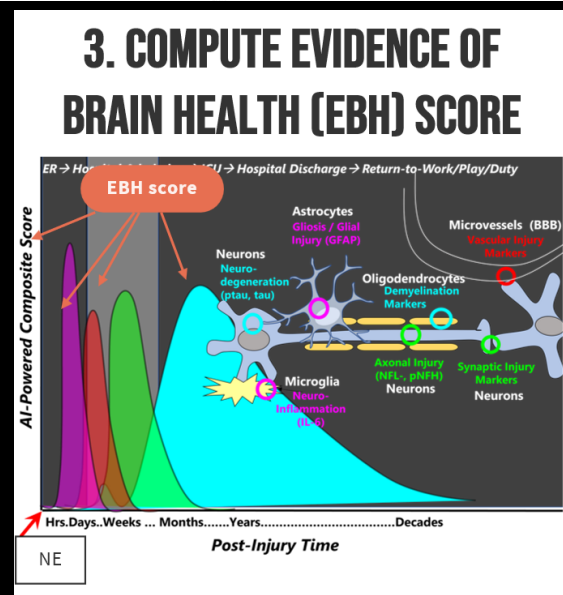 3. COMPUTE EVIDENCE OF
BRAIN HEALTH (EBH) SCORE
ER → Hos CU → Hospital Discharge → Return-to-Work/Play/Duty
EBH score
AI-Powered Composite Score
Astrocytes
Gliosis / Glial
Injury (GFAP)
Microvessels (BBB)
Vascular Injury
Markers
Neurons
Neuro-
degeneration
(ptau, tau)
Oligodendrocytes
Demyelination
Markers
Microglia
Neuro-
Inflammation
(IL-6)
Axonal Injury
(NFL-, pNFH)
Neurons
Synaptic Injury
Markers
Neurons
Hrs.Days..Weeks ... Months.......Years...................................Decades
Post-Injury Time
NE